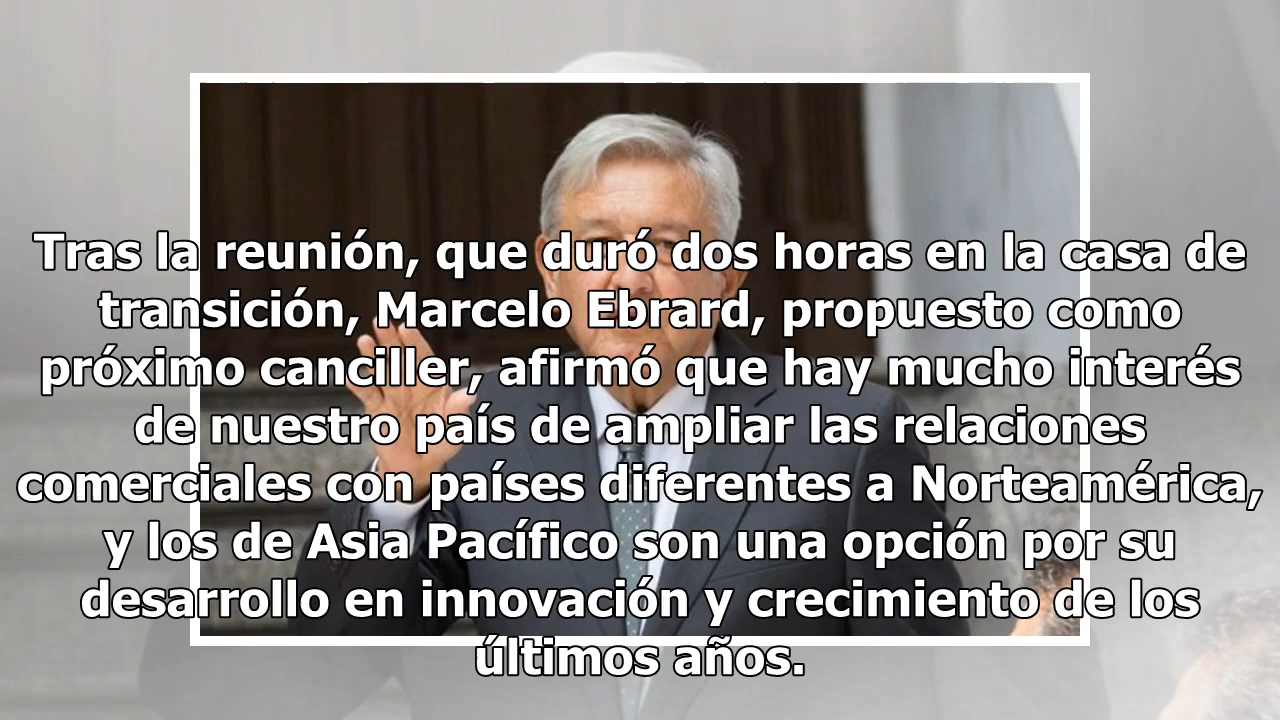 Tras la reunión, que duró dos horas en la casa de
transición, Marcelo Ebrard, propuesto como
próximo canciller, afirmó que hay mucho interés
de nuestro país de ampliar las relaciones
comerciales con países diferentes a Norteamérica,
y los de Asia Pacífico son una opción por su
desarrollo en innovación y crecimiento de los
últimos años.